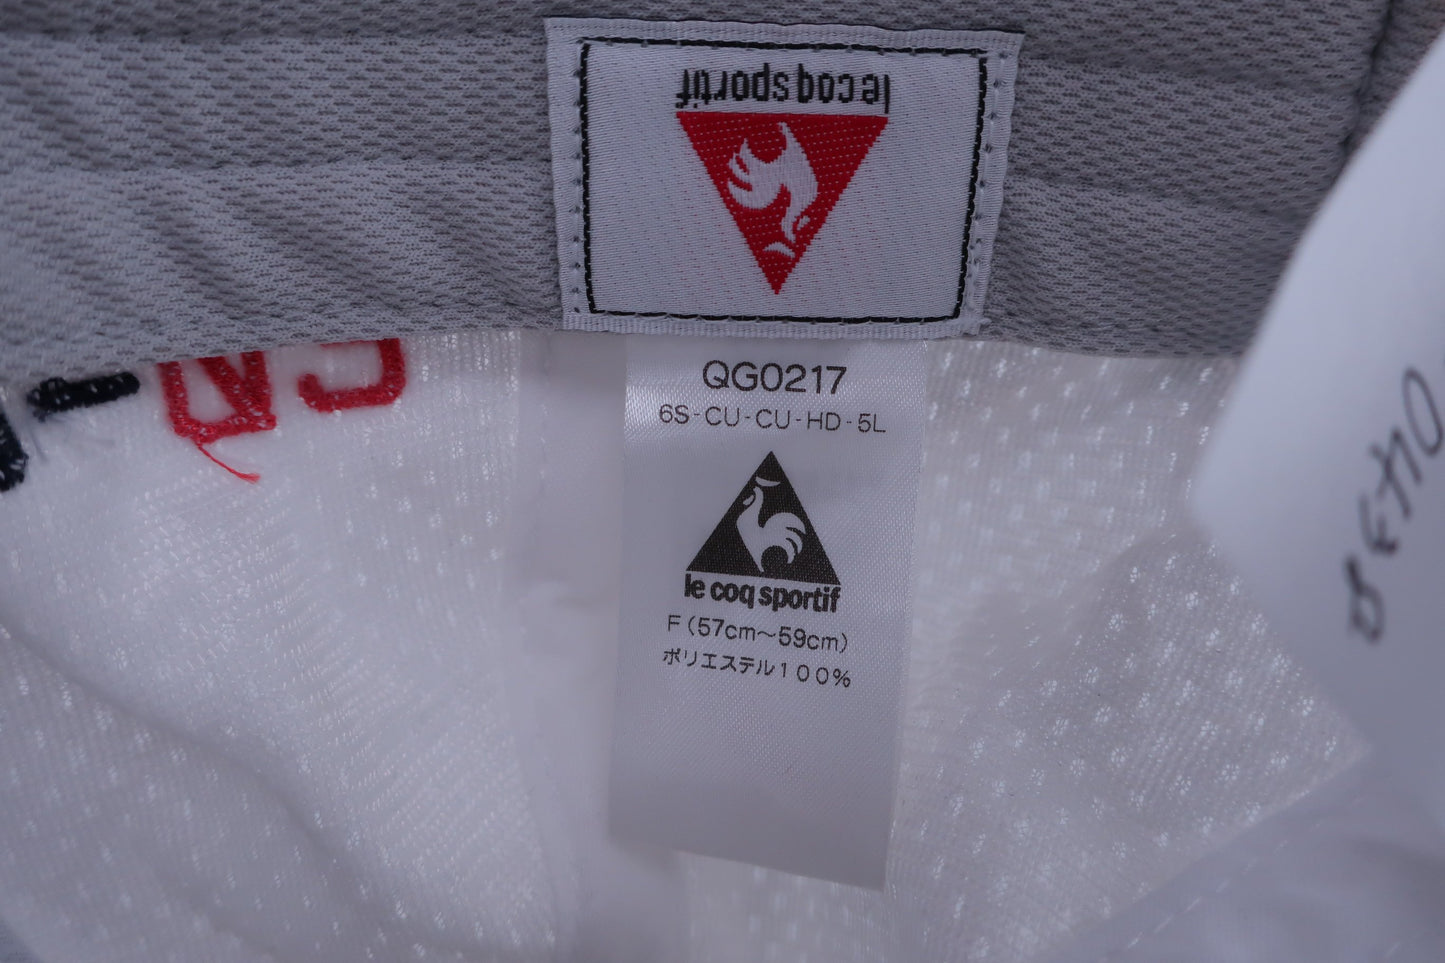 le coq sportif
QG0217
6S-CU-CU-HD-5L
le coq sportif
F(57cm~59cm)
ポリエステル100%